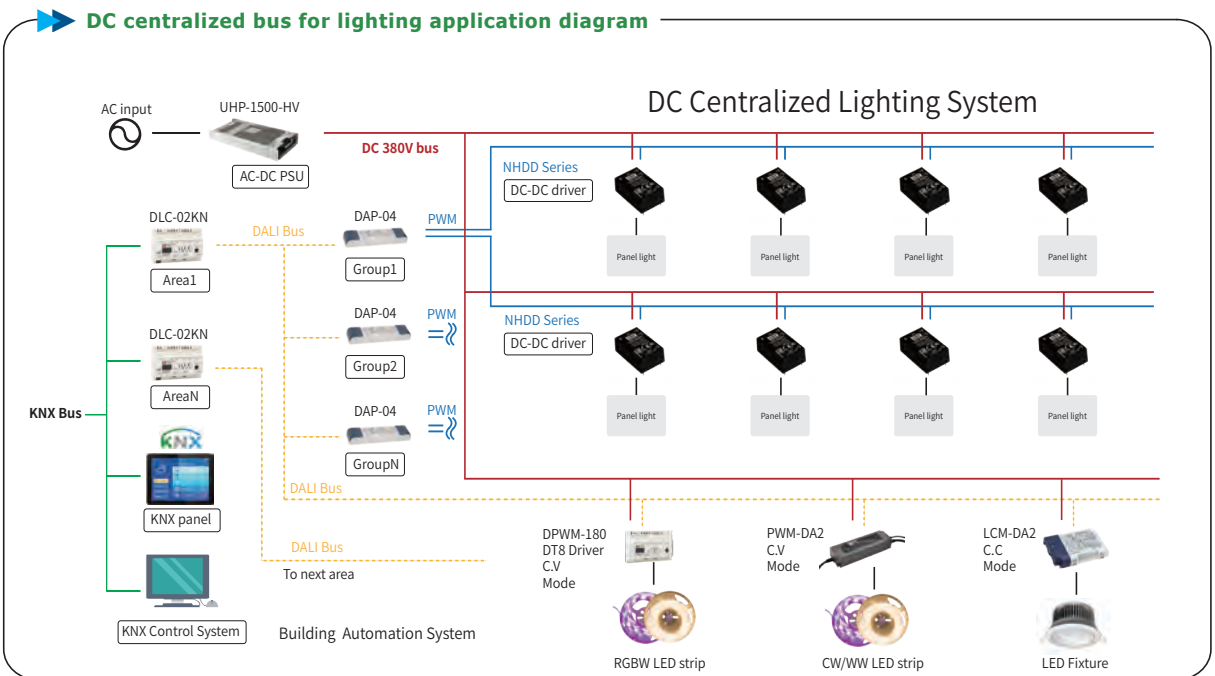 DC centralized bus for lighting application diagram
DC Centralized Lighting System
AC input
UHP-1500-HV
AC-DC PSU
DC 380V bus
NHDD Series
DC-DC driver
Panel light
Panel light
Panel light
Panel light
DLC-02KN
Area1
DALI Bus
DAP-04
PWM
Group1
DAP-04
PWM
Group2
NHDD Series
DC-DC driver
Panel light
Panel light
Panel light
Panel light
DLC-02KN
AreaN
DAP-04
PWM
GroupN
KNX Bus
KNX
KNX panel
DALI Bus
DALI Bus
To next area
KNX Control System
Building Automation System
DPWM-180
DT8 Driver
C.V
Mode
RGBW LED strip
PWM-DA2
C.V
Mode
CW/WW LED strip
LCM-DA2
C.C
Mode
LED Fixture